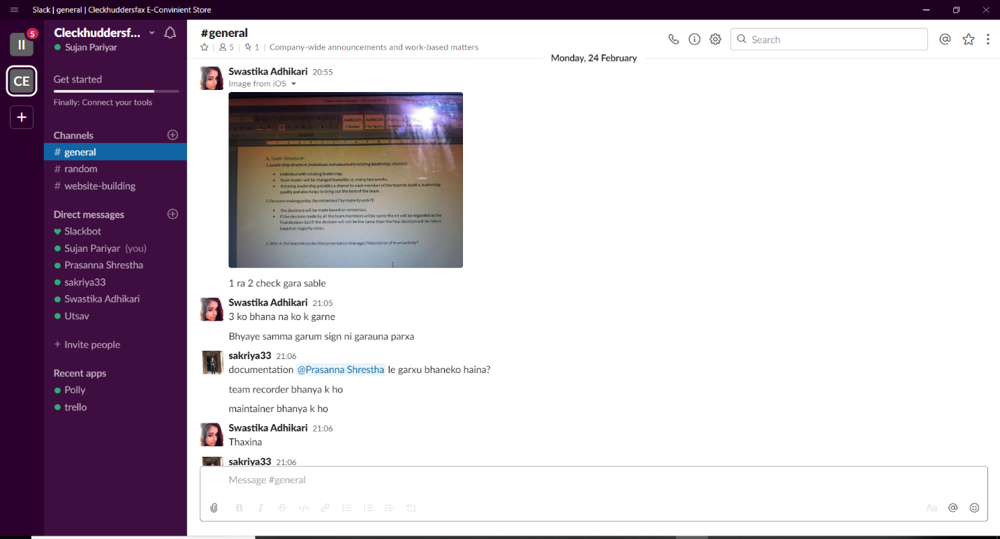 Slack | general | Cleckhuddersfax E-Convinient Store
5
Cleckhuddersf...
Sujan Pariyar
CE
Get started
Finally: Connect your tools
Channels
# general
# random
# website-building
Direct messages
Slackbot
Sujan Pariyar (you)
Prasanna Shrestha
sakriya33
Swastika Adhikari
Utsav
+ Invite people
Recent apps
Polly
trello
#general
5 | 1 | Company-wide announcements and work-based matters
Search
Monday, 24 February
Swastika Adhikari 20:55
Image from iOS
A. Team Structure:
1. Leadership structure (individual, individual with rotating leadership, shared):
• Individual with rotating leadership.
• Team leader will be changed biweekly i.e, every two weeks.
• Rotating leadership provides a chance to each member of the team to build a leadership
quality and also helps to bring out the best of the team.
2. Decision-making policy (by consensus? by majority vote?):
• The decisions will be made based on consensus.
• If the decision made by all the team members will be same then it will be regarded as the
final decision but if the decision will not be the same then the final decision will be taken
based on majority votes.
3. Who is the team Recorder/Documentation Manager/Maintainer of team activity?
1 ra 2 check gara sable
Swastika Adhikari 21:05
3 ko bhana na ko k garne
Bhyaye samma garum sign ni garauna parxa
sakriya33 21:06
documentation @Prasanna Shrestha le garxu bhaneko haina?
team recorder bhanya k ho
maintainer bhanya k ho
Swastika Adhikari 21:06
Thaxina
sakriya33 21:06
Message #general
B I S
Aa @